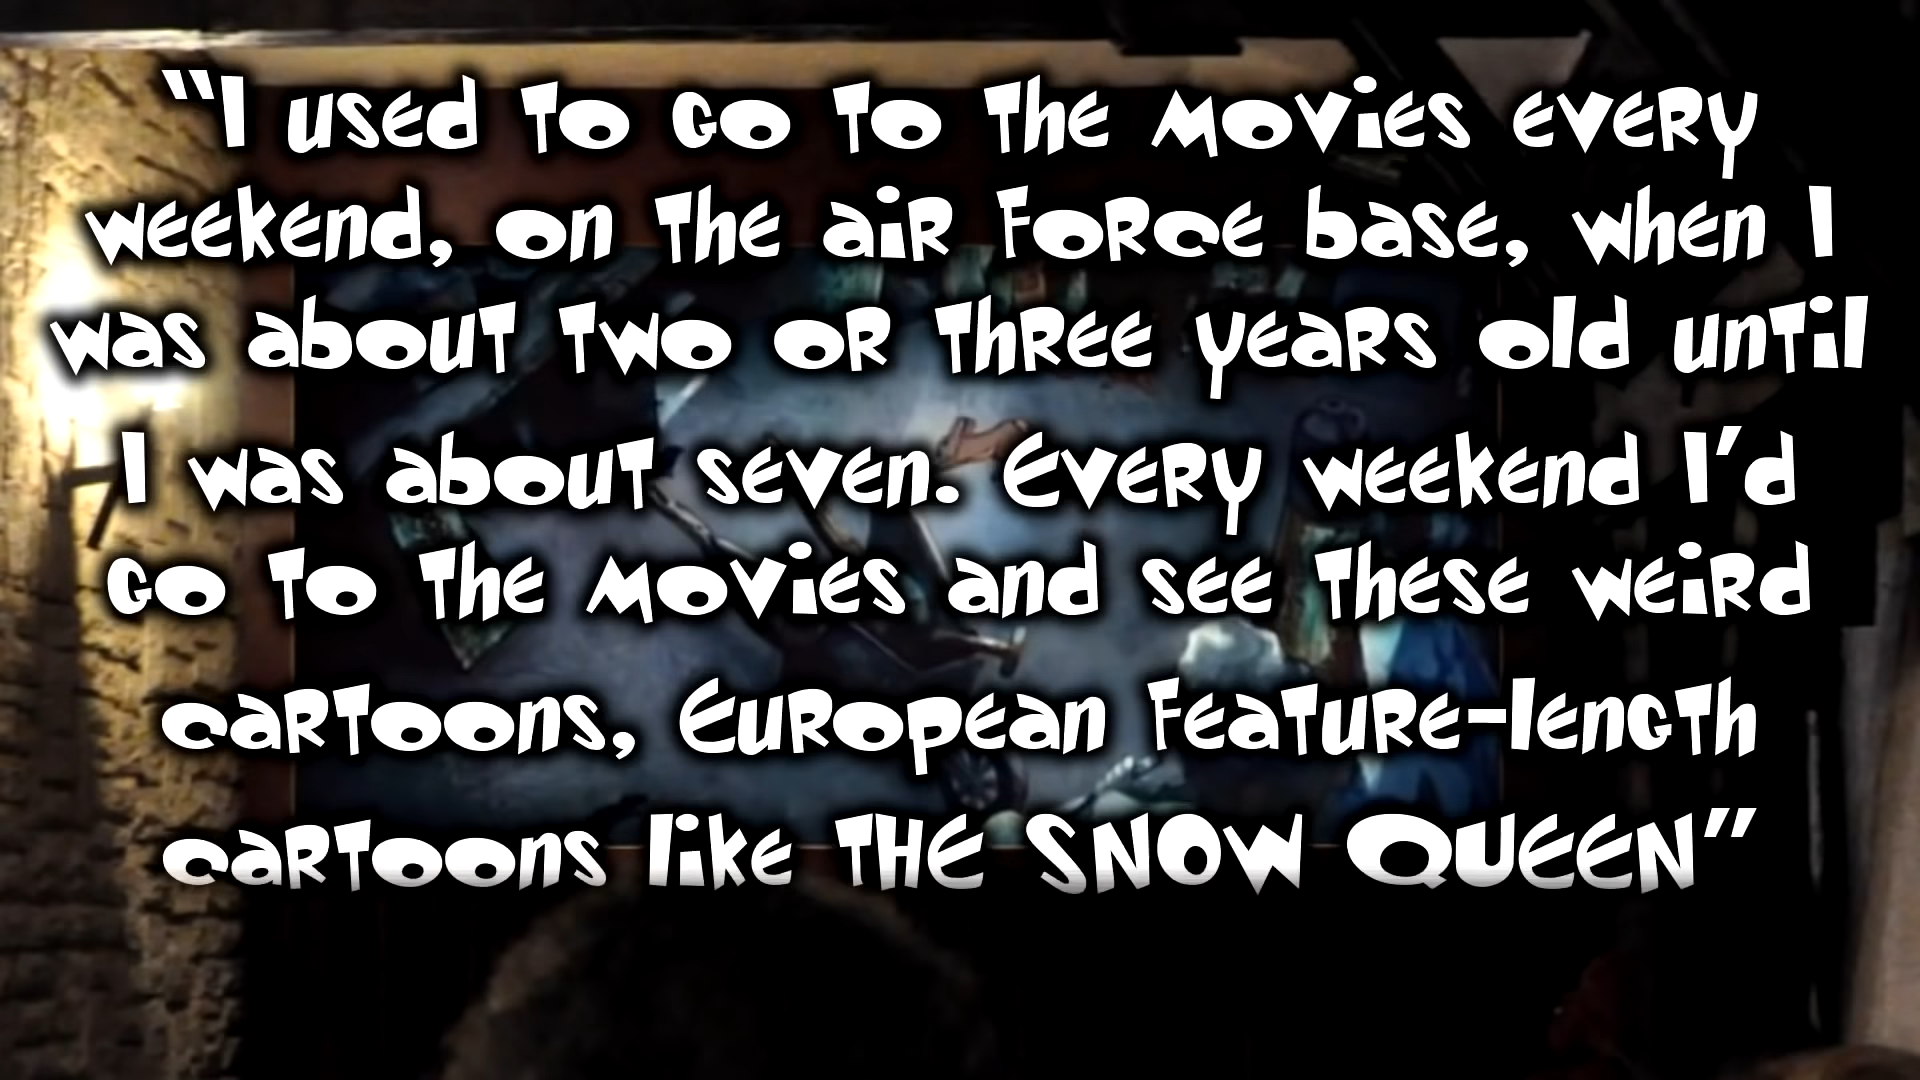 “I used to go to the movies every
weekend, on the air force base, when I
was about two or three years old until
I was about seven. Every weekend I’d
go to the movies and see these weird
cartoons, European feature-length
cartoons like THE SNOW QUEEN”